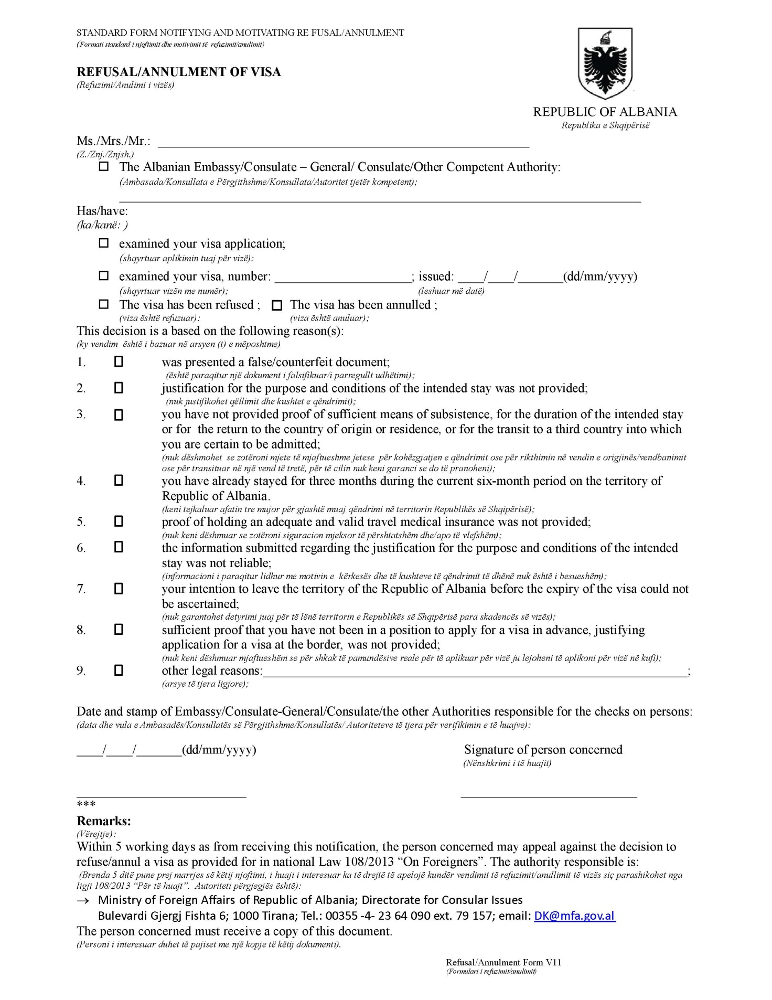 STANDARD FORM NOTIFYING AND MOTIVATING RE FUSAL/ANNULMENT
(Formati standard i njoftimit dhe motivimit të refuzimit/anulimit)
REFUSAL/ANNULMENT OF VISA
(Refuzimi/Anulimi i vizës)
REPUBLIC OF ALBANIA
Republika e Shqipërisë
Ms./Mrs./Mr.: ____________________
(Z./Znj./Znjsh.)
☐ The Albanian Embassy/Consulate – General/ Consulate/Other Competent Authority:
(Ambasada/Konsullata e Përgjithshme/Konsullata/Autoritet tjetër kompetent);
____________________
Has/have:
(ka/kanë: )
☐ examined your visa application;
(shqyrtuar aplikimin tuaj për vizë):
☐ examined your visa, number: ____________________; issued: ____/____/_______(dd/mm/yyyy)
(shqyrtuar vizën me numër); (leshuar më datë)
☐ The visa has been refused ; ☐ The visa has been annulled ;
(viza është refuzuar): (viza është anuluar);
This decision is a based on the following reason(s):
(ky vendim është i bazuar në arsyen (t) e mëposhtme)
1. ☐ was presented a false/counterfeit document;
(është paraqitur një dokument i falsifikuar/i parregullt udhëtimi);
2. ☐ justification for the purpose and conditions of the intended stay was not provided;
(nuk justifikohet qëllimit dhe kushtet e qëndrimit);
3. ☐ you have not provided proof of sufficient means of subsistence, for the duration of the intended stay
or for the return to the country of origin or residence, or for the transit to a third country into which
you are certain to be admitted;
(nuk dëshmohet se zotëroni mjete të mjaftueshme jetese për kohëzgjatjen e qëndrimit ose për rikthimin në vendin e origjinës/vendbanimit
ose për transituar në një vend të tretë, për të cilin nuk keni garanci se do të pranoheni);
4. ☐ you have already stayed for three months during the current six-month period on the territory of
Republic of Albania.
(keni tejkaluar afatin tre mujor për gjashtë muaj qëndrimi në territorin Republikës së Shqipërisë);
5. ☐ proof of holding an adequate and valid travel medical insurance was not provided;
(nuk keni dëshmuar se zotëroni siguracion mjeksor të përshtatshëm dhe/apo të vlefshëm);
6. ☐ the information submitted regarding the justification for the purpose and conditions of the intended
stay was not reliable;
(informacioni i paraqitur lidhur me motivin e kërkesës dhe të kushteve të qëndrimit të dhënë nuk është i besueshëm);
7. ☐ your intention to leave the territory of the Republic of Albania before the expiry of the visa could not
be ascertained;
(nuk garantohet detyrimi juaj për të lënë territorin e Republikës së Shqipërisë para skadencës së vizës);
8. ☐ sufficient proof that you have not been in a position to apply for a visa in advance, justifying
application for a visa at the border, was not provided;
(nuk keni dëshmuar mjaftueshëm se për shkak të pamundësive reale për të aplikuar për vizë ju lejoheni të aplikoni për vizë në kufi);
9. ☐ other legal reasons:____________________;
(arsye të tjera ligjore);
Date and stamp of Embassy/Consulate-General/Consulate/the other Authorities responsible for the checks on persons:
(data dhe vula e Ambasadës/Konsullatës së Përgjithshme/Konsullatës/ Autoriteteve të tjera për verifikimin e të huajve):
____/____/_______(dd/mm/yyyy) Signature of person concerned
(Nënshkrimi i të huajit)
____________________ ____________________
***
Remarks:
(Vërejtje):
Within 5 working days as from receiving this notification, the person concerned may appeal against the decision to
refuse/annul a visa as provided for in national Law 108/2013 “On Foreigners”. The authority responsible is:
(Brenda 5 ditë pune prej marrjes së këtij njoftimi, i huaji i interesuar ka të drejtë të apelojë kundër vendimit të refuzimit/anullimit të vizës siç parashikohet nga
ligji 108/2013 “Për të huajt”. Autoriteti përgjegjës është):
→ Ministry of Foreign Affairs of Republic of Albania; Directorate for Consular Issues
Bulevardi Gjergj Fishta 6; 1000 Tirana; Tel.: 00355 -4- 23 64 090 ext. 79 157; email: DK@mfa.gov.al
The person concerned must receive a copy of this document.
(Personi i interesuar duhet të pajiset me një kopje të këtij dokumenti).
Refusal/Annulment Form V11
(Formulari i refuzimit/anulimit)